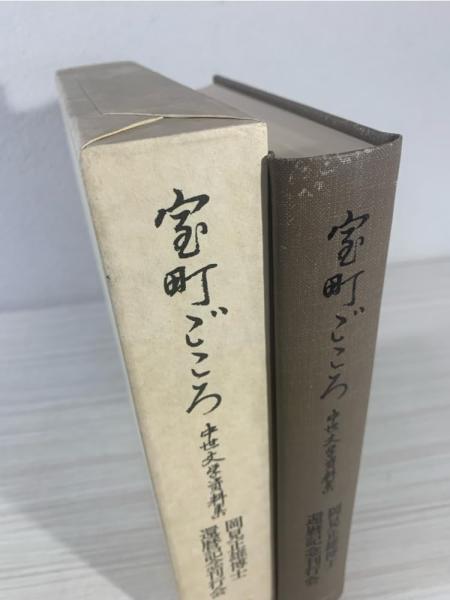 室町ごころ
中世文学資料集
岡見正雄博士
還暦記念刊行会
室町ごころ
中世文学資料集
岡見正雄博士
還暦記念刊行会